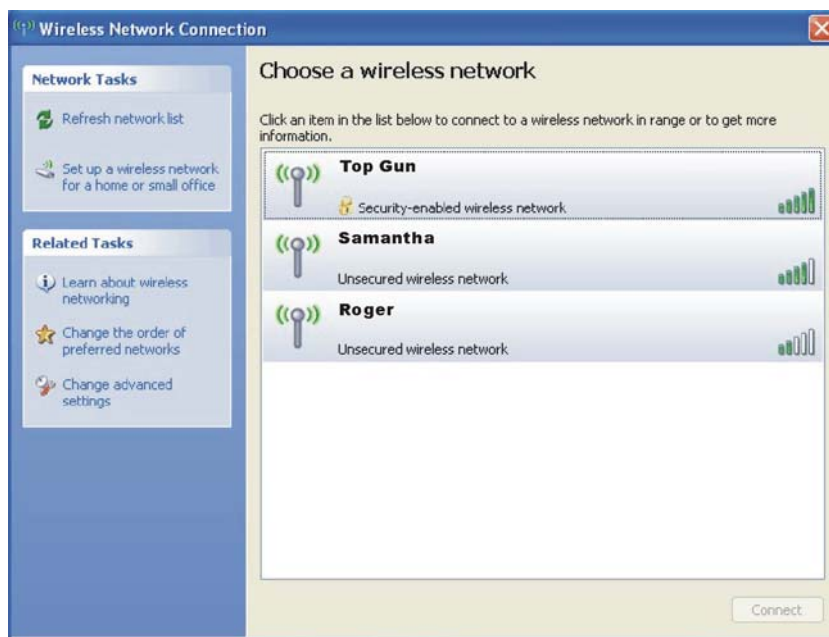 Wireless Network Connection
Network Tasks
Refresh network list
Set up a wireless network
for a home or small office
Related Tasks
Learn about wireless
networking
Change the order of
preferred networks
Change advanced
settings
Choose a wireless network
Click an item in the list below to connect to a wireless network in range or to get more
information.
Top Gun
Security-enabled wireless network
Samantha
Unsecured wireless network
Roger
Unsecured wireless network
Connect